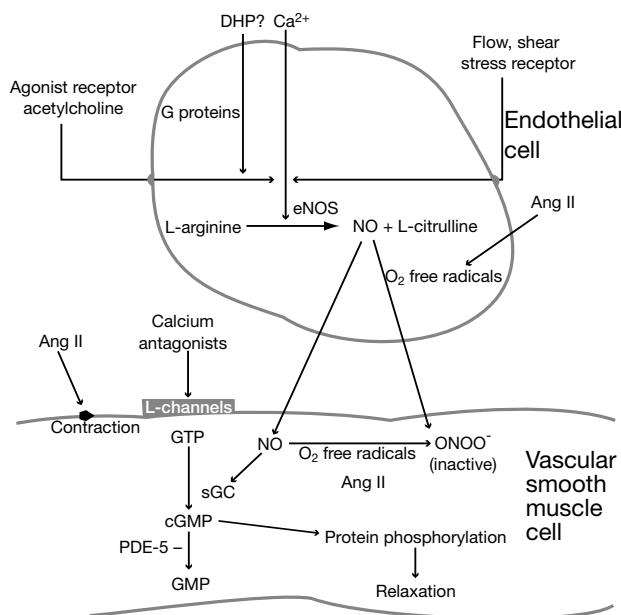 DHP? Ca²⁺
Flow, shear
stress receptor
Agonist receptor
acetylcholine
G proteins
Endothelial
cell
eNOS
L-arginine
NO + L-citrulline
Ang II
O₂ free radicals
Calcium
antagonists
Ang II
L-channels
Contraction
GTP
NO
O₂ free radicals
ONOO⁻
(inactive)
Ang II
sGC
Vascular
smooth
muscle
cell
cGMP
Protein phosphorylation
PDE-5 –
GMP
Relaxation